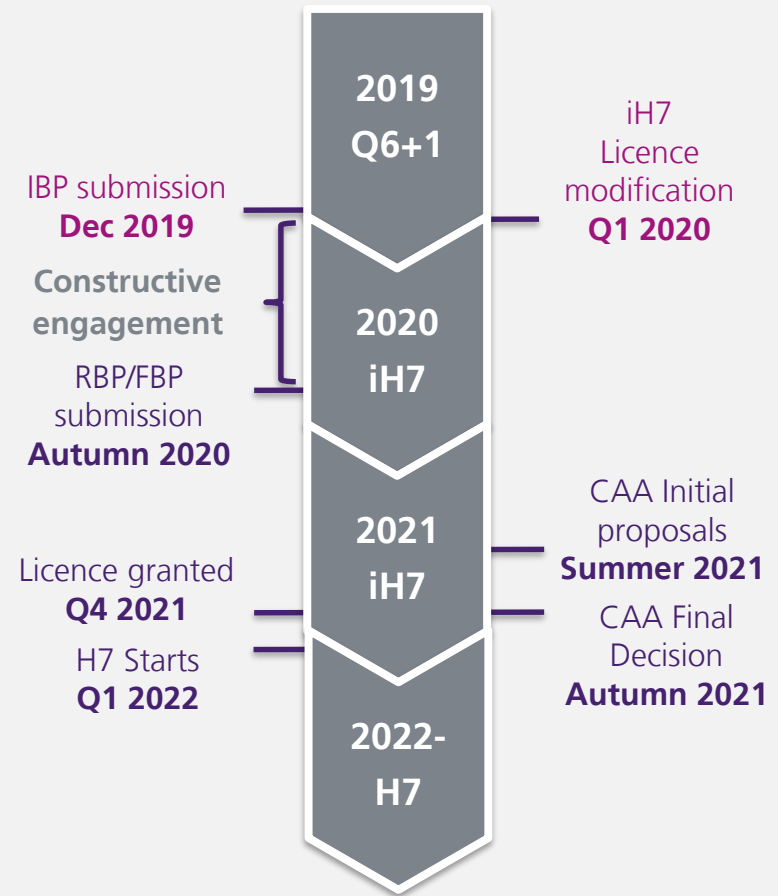 2019
Q6+1
IBP submission
Dec 2019
iH7
Licence
modification
Q1 2020
Constructive
engagement
2020
iH7
RBP/FBP
submission
Autumn 2020
2021
iH7
CAA Initial
proposals
Summer 2021
Licence granted
Q4 2021
CAA Final
Decision
Autumn 2021
H7 Starts
Q1 2022
2022-
H7